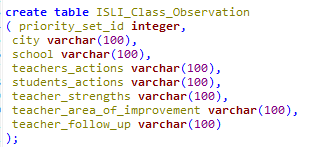 create table ISLI_Class_Observation
( priority_set_id integer,
city varchar(100),
school varchar(100),
teachers_actions varchar(100),
students_actions varchar(100),
teacher_strengths varchar(100),
teacher_area_of_improvement varchar(100),
teacher_follow_up varchar(100)
);